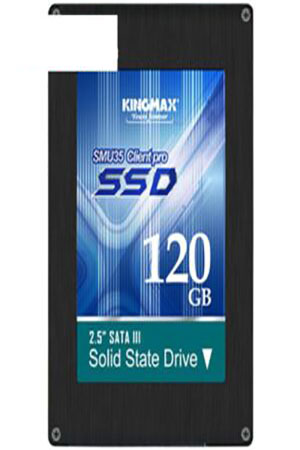 KINGMAX®
SMU35 Client pro
SSD
120
GB
2.5" SATA III
Solid State Drive